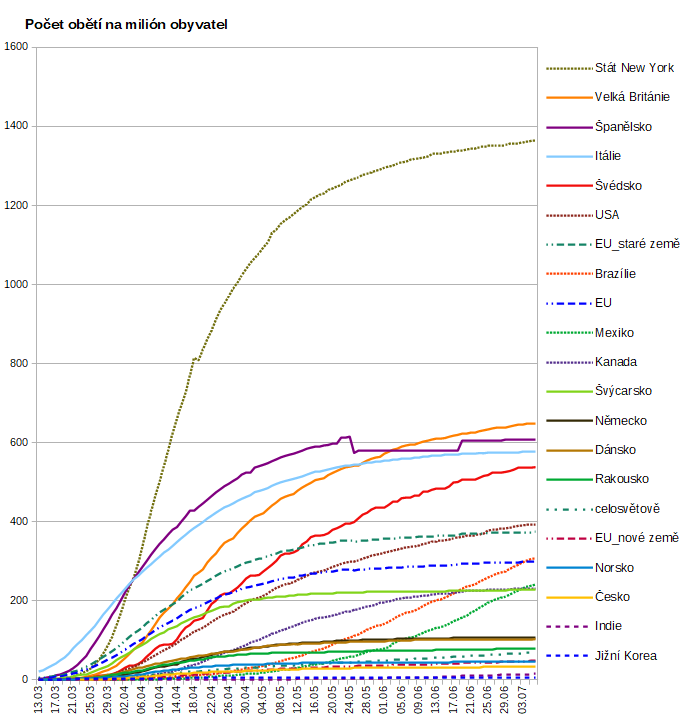 Počet obětí na milión obyvatel
1600
1400
1200
1000
800
600
400
200
0
13.03
17.03
21.03
25.03
29.03
02.04
06.04
10.04
14.04
18.04
22.04
26.04
30.04
04.05
08.05
12.05
16.05
20.05
24.05
28.05
01.06
05.06
09.06
13.06
17.06
21.06
25.06
29.06
03.07
Stát New York
Velká Británie
Španělsko
Itálie
Švédsko
USA
EU_staré země
Brazílie
EU
Mexiko
Kanada
Švýcarsko
Německo
Dánsko
Rakousko
celosvětově
EU_nové země
Norsko
Česko
Indie
Jižní Korea